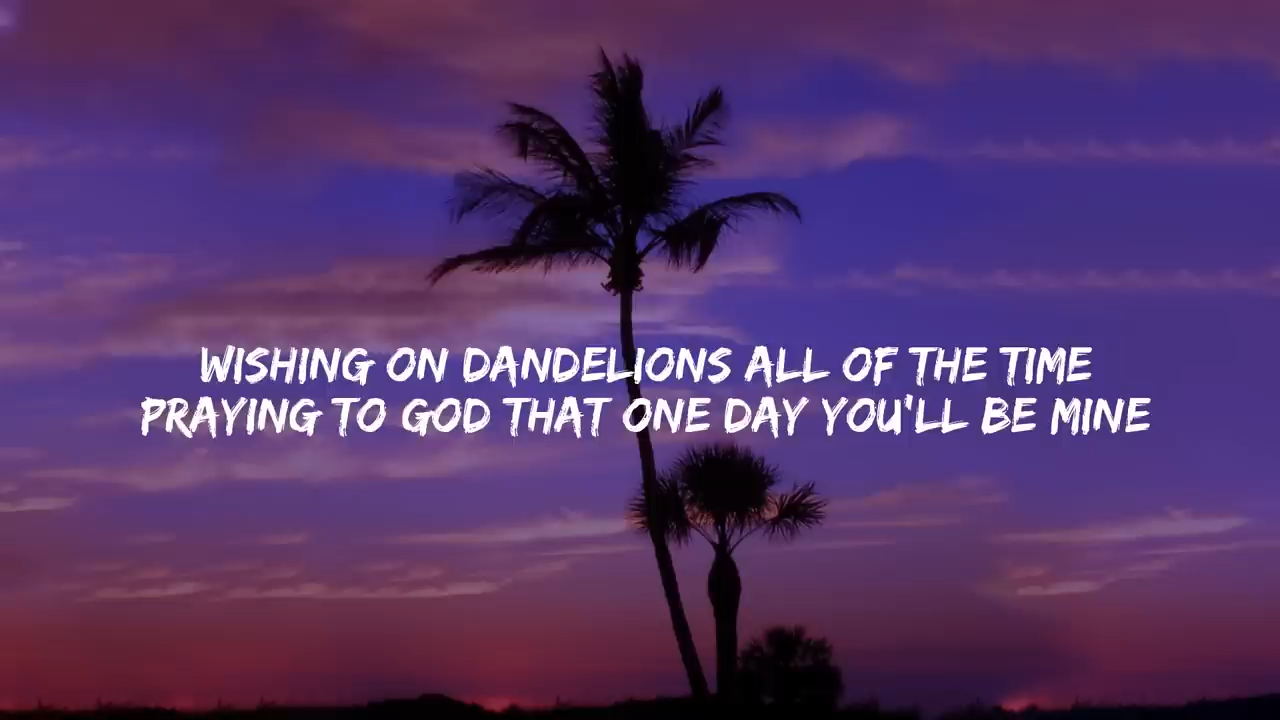 WISHING ON DANDELIONS ALL OF THE TIME
PRAYING TO GOD THAT ONE DAY YOU'LL BE MINE